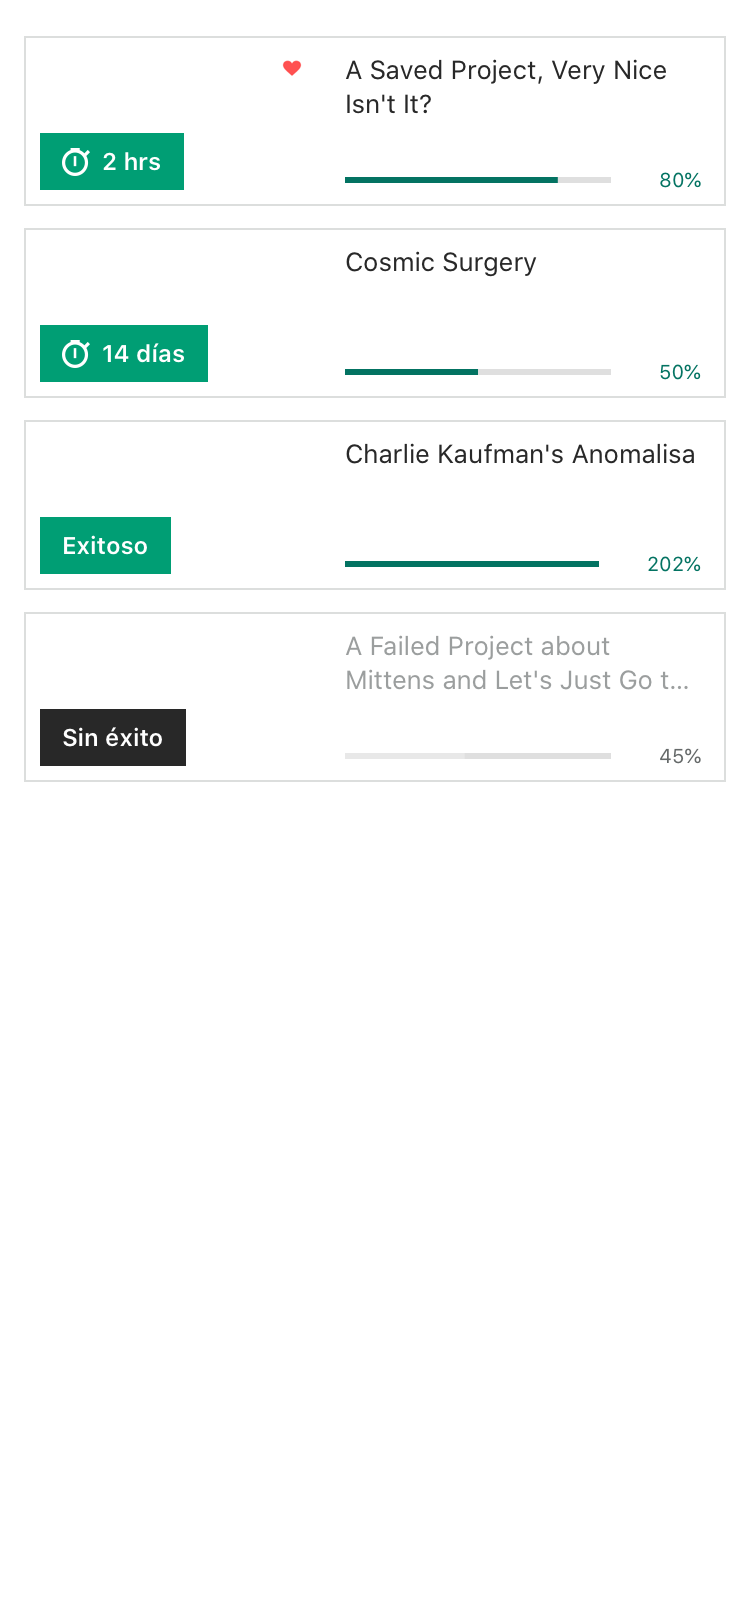 A Saved Project, Very Nice
Isn't It?
2 hrs
80%
Cosmic Surgery
14 días
50%
Charlie Kaufman's Anomalisa
Exitoso
202%
A Failed Project about
Mittens and Let's Just Go t...
Sin éxito
45%